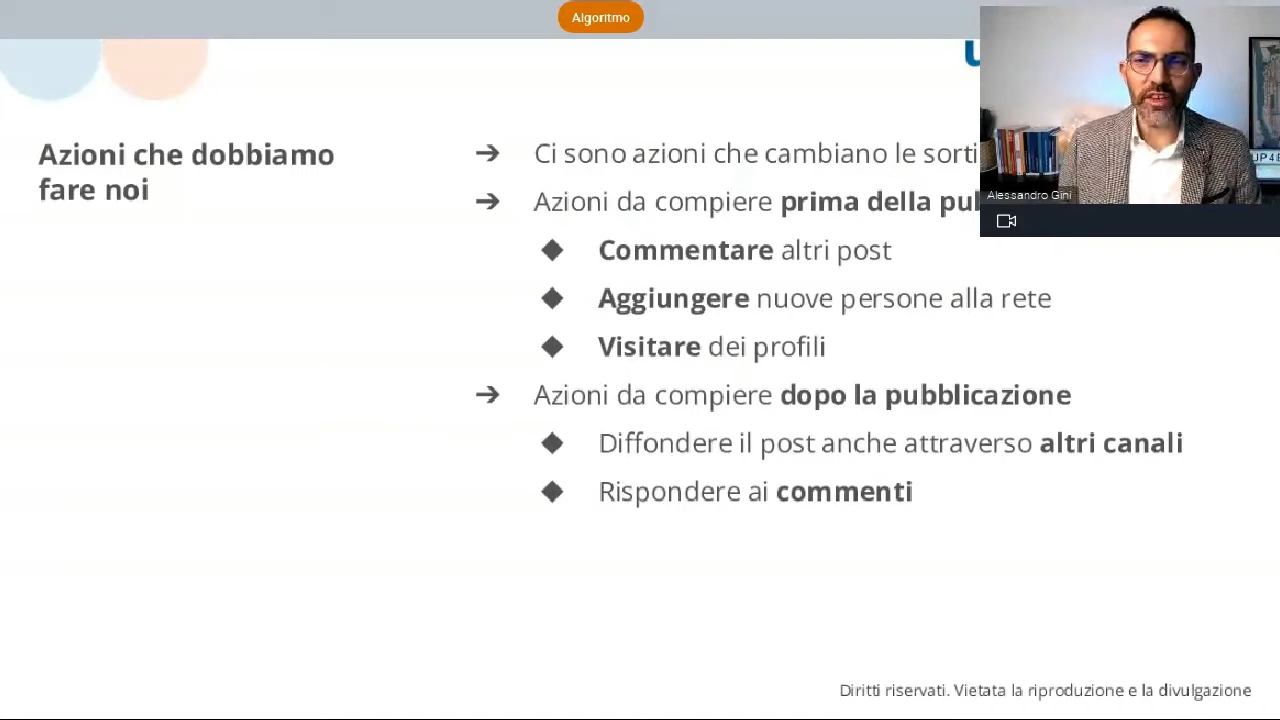 Algoritmo
Azioni che dobbiamo
fare noi
➔ Ci sono azioni che cambiano le sorti
➔ Azioni da compiere prima della
◆ Commentare altri post
◆ Aggiungere nuove persone alla rete
◆ Visitare dei profili
➔ Azioni da compiere dopo la pubblicazione
◆ Diffondere il post anche attraverso altri canali
◆ Rispondere ai commenti
Alessandro Gini
Diritti riservati. Vietata la riproduzione e la divulgazione